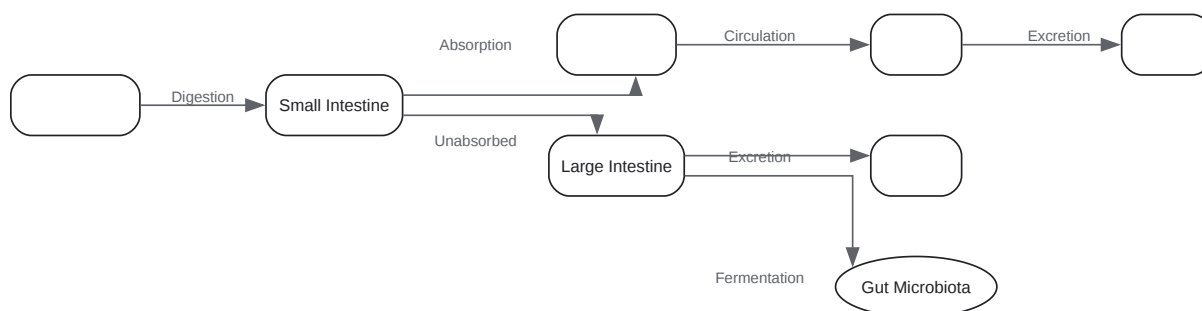 Absorption
Circulation
Excretion
Digestion
Small Intestine
Unabsorbed
Large Intestine
Excretion
Fermentation
Gut Microbiota